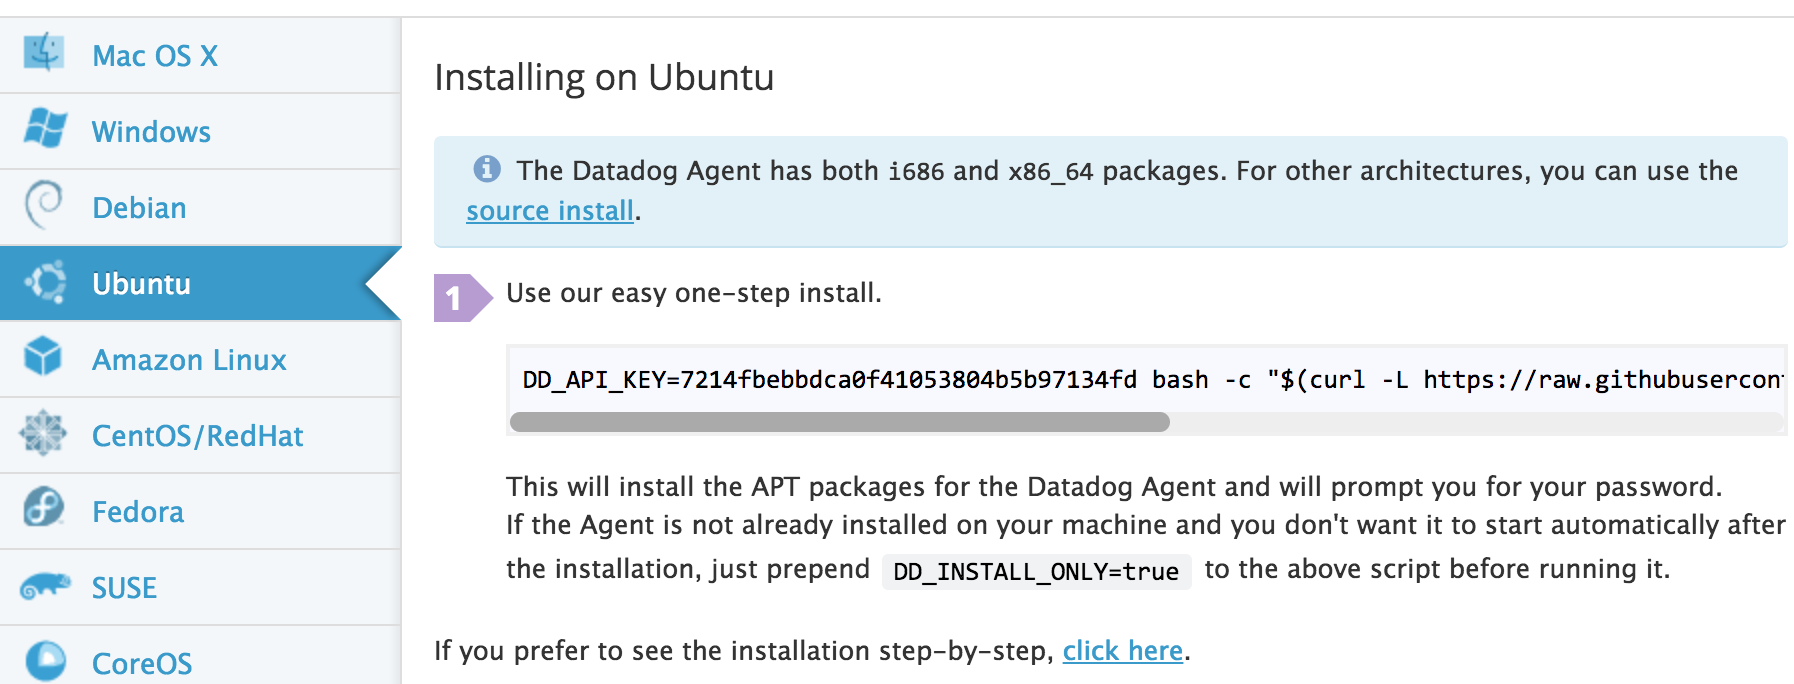 Mac OS X
Windows
Debian
Ubuntu
Amazon Linux
CentOS/RedHat
Fedora
SUSE
CoreOS
Installing on Ubuntu
The Datadog Agent has both i686 and x86_64 packages. For other architectures, you can use the
source install.
1 Use our easy one-step install.
DD_API_KEY=7214fbebbdca0f41053804b5b97134fd bash -c "$(curl -L https://raw.githubusercon
This will install the APT packages for the Datadog Agent and will prompt you for your password.
If the Agent is not already installed on your machine and you don't want it to start automatically after
the installation, just prepend DD_INSTALL_ONLY=true to the above script before running it.
If you prefer to see the installation step-by-step, click here.